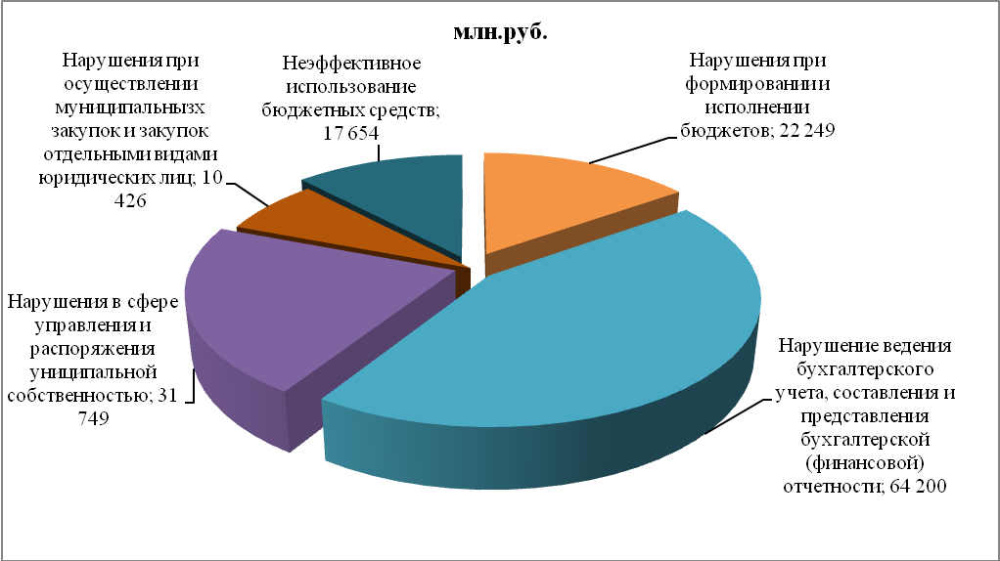 млн.руб.
Нарушения при
осуществлении
муниципальнызх
закупок и закупок
отдельными видами
юридических лиц; 10
426
Неэффективное
использование
бюджетных средств;
17 654
Нарушения при
формировании и
исполнении
бюджетов; 22 249
Нарушения в сфере
управления и
распоряжения
униципальной
собственностью; 31
749
Нарушение ведения
бухгалтерского
учета, составления и
представления
бухгалтерской
(финансовой)
отчетности; 64 200